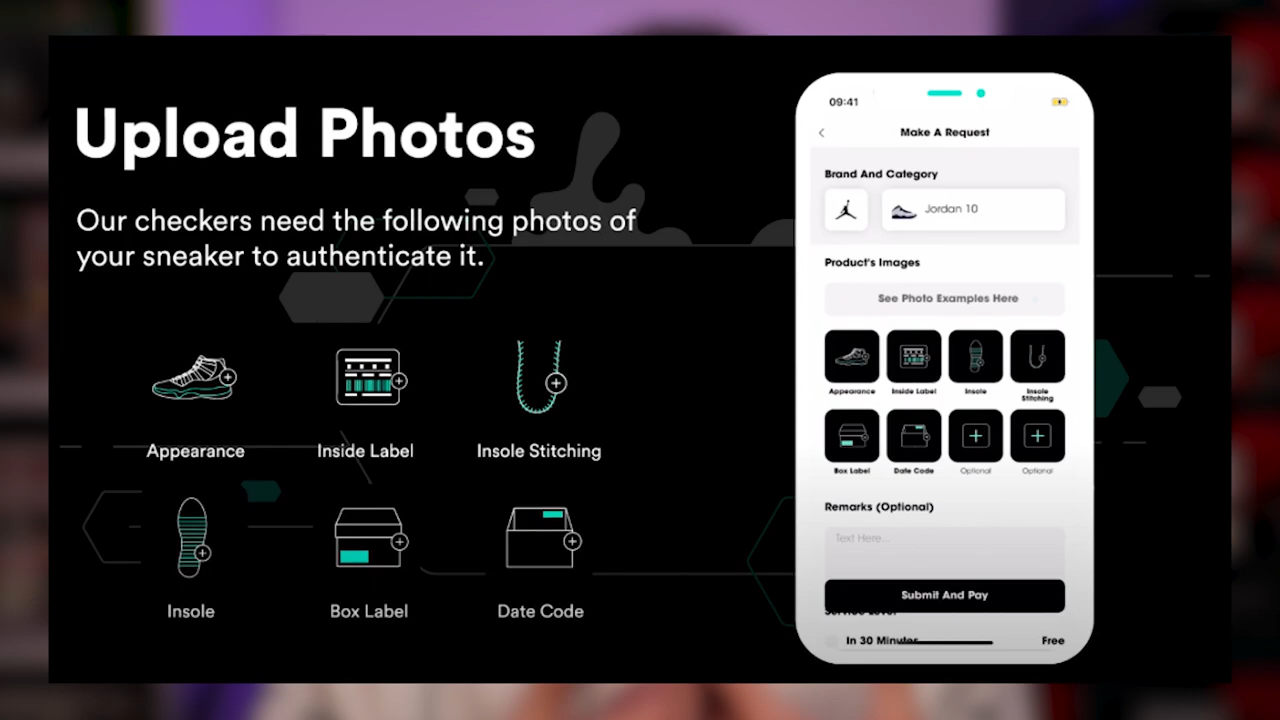 Upload Photos
Our checkers need the following photos of
your sneaker to authenticate it.
Appearance
Inside Label
Insole Stitching
Insole
Box Label
Date Code
09:41
Make A Request
Brand And Category
Jordan 10
Product's Images
See Photo Examples Here
Appearance
Inside Label
Insole
Insole
Stitching
Box Label
Date Code
Optional
Optional
Remarks (Optional)
Text Here...
Submit And Pay
In 30 Minutes
Free